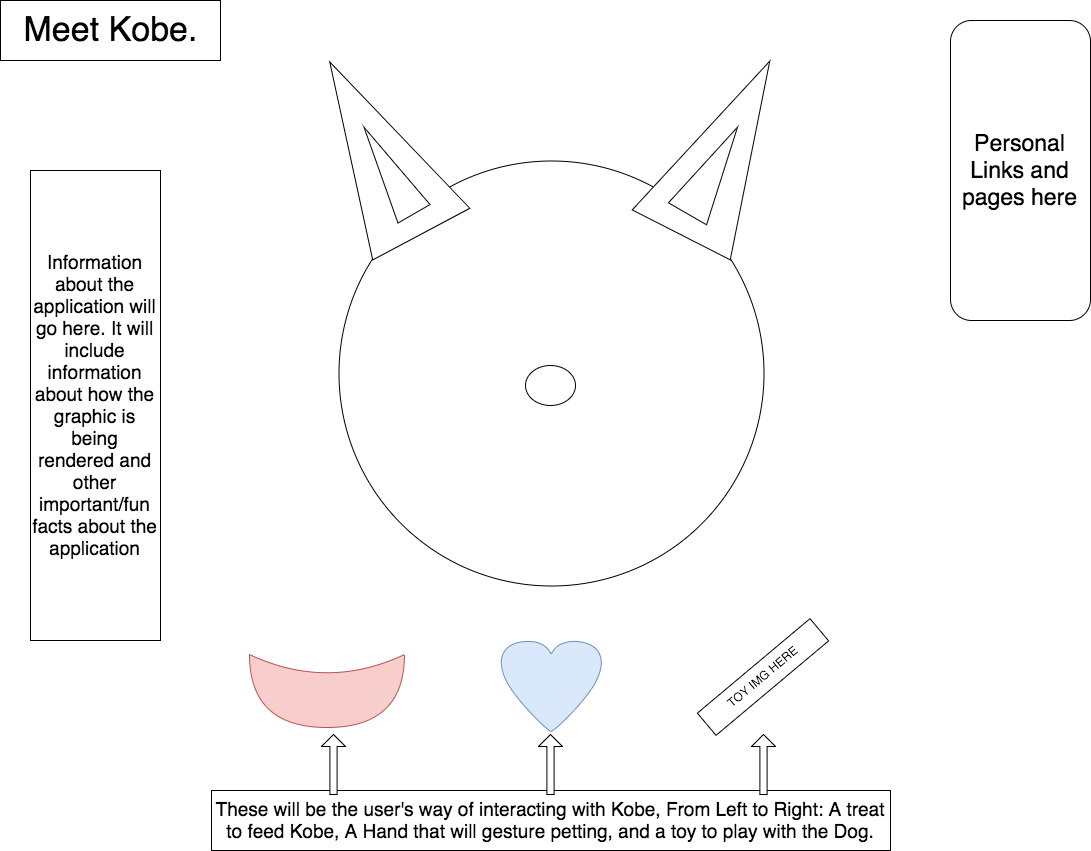 Meet Kobe.
Personal
Links and
pages here
Information
about the
application will
go here. It will
include
information
about how the
graphic is
being
rendered and
other
important/fun
facts about the
application
TOY IMG HERE
These will be the user's way of interacting with Kobe, From Left to Right: A treat
to feed Kobe, A Hand that will gesture petting, and a toy to play with the Dog.